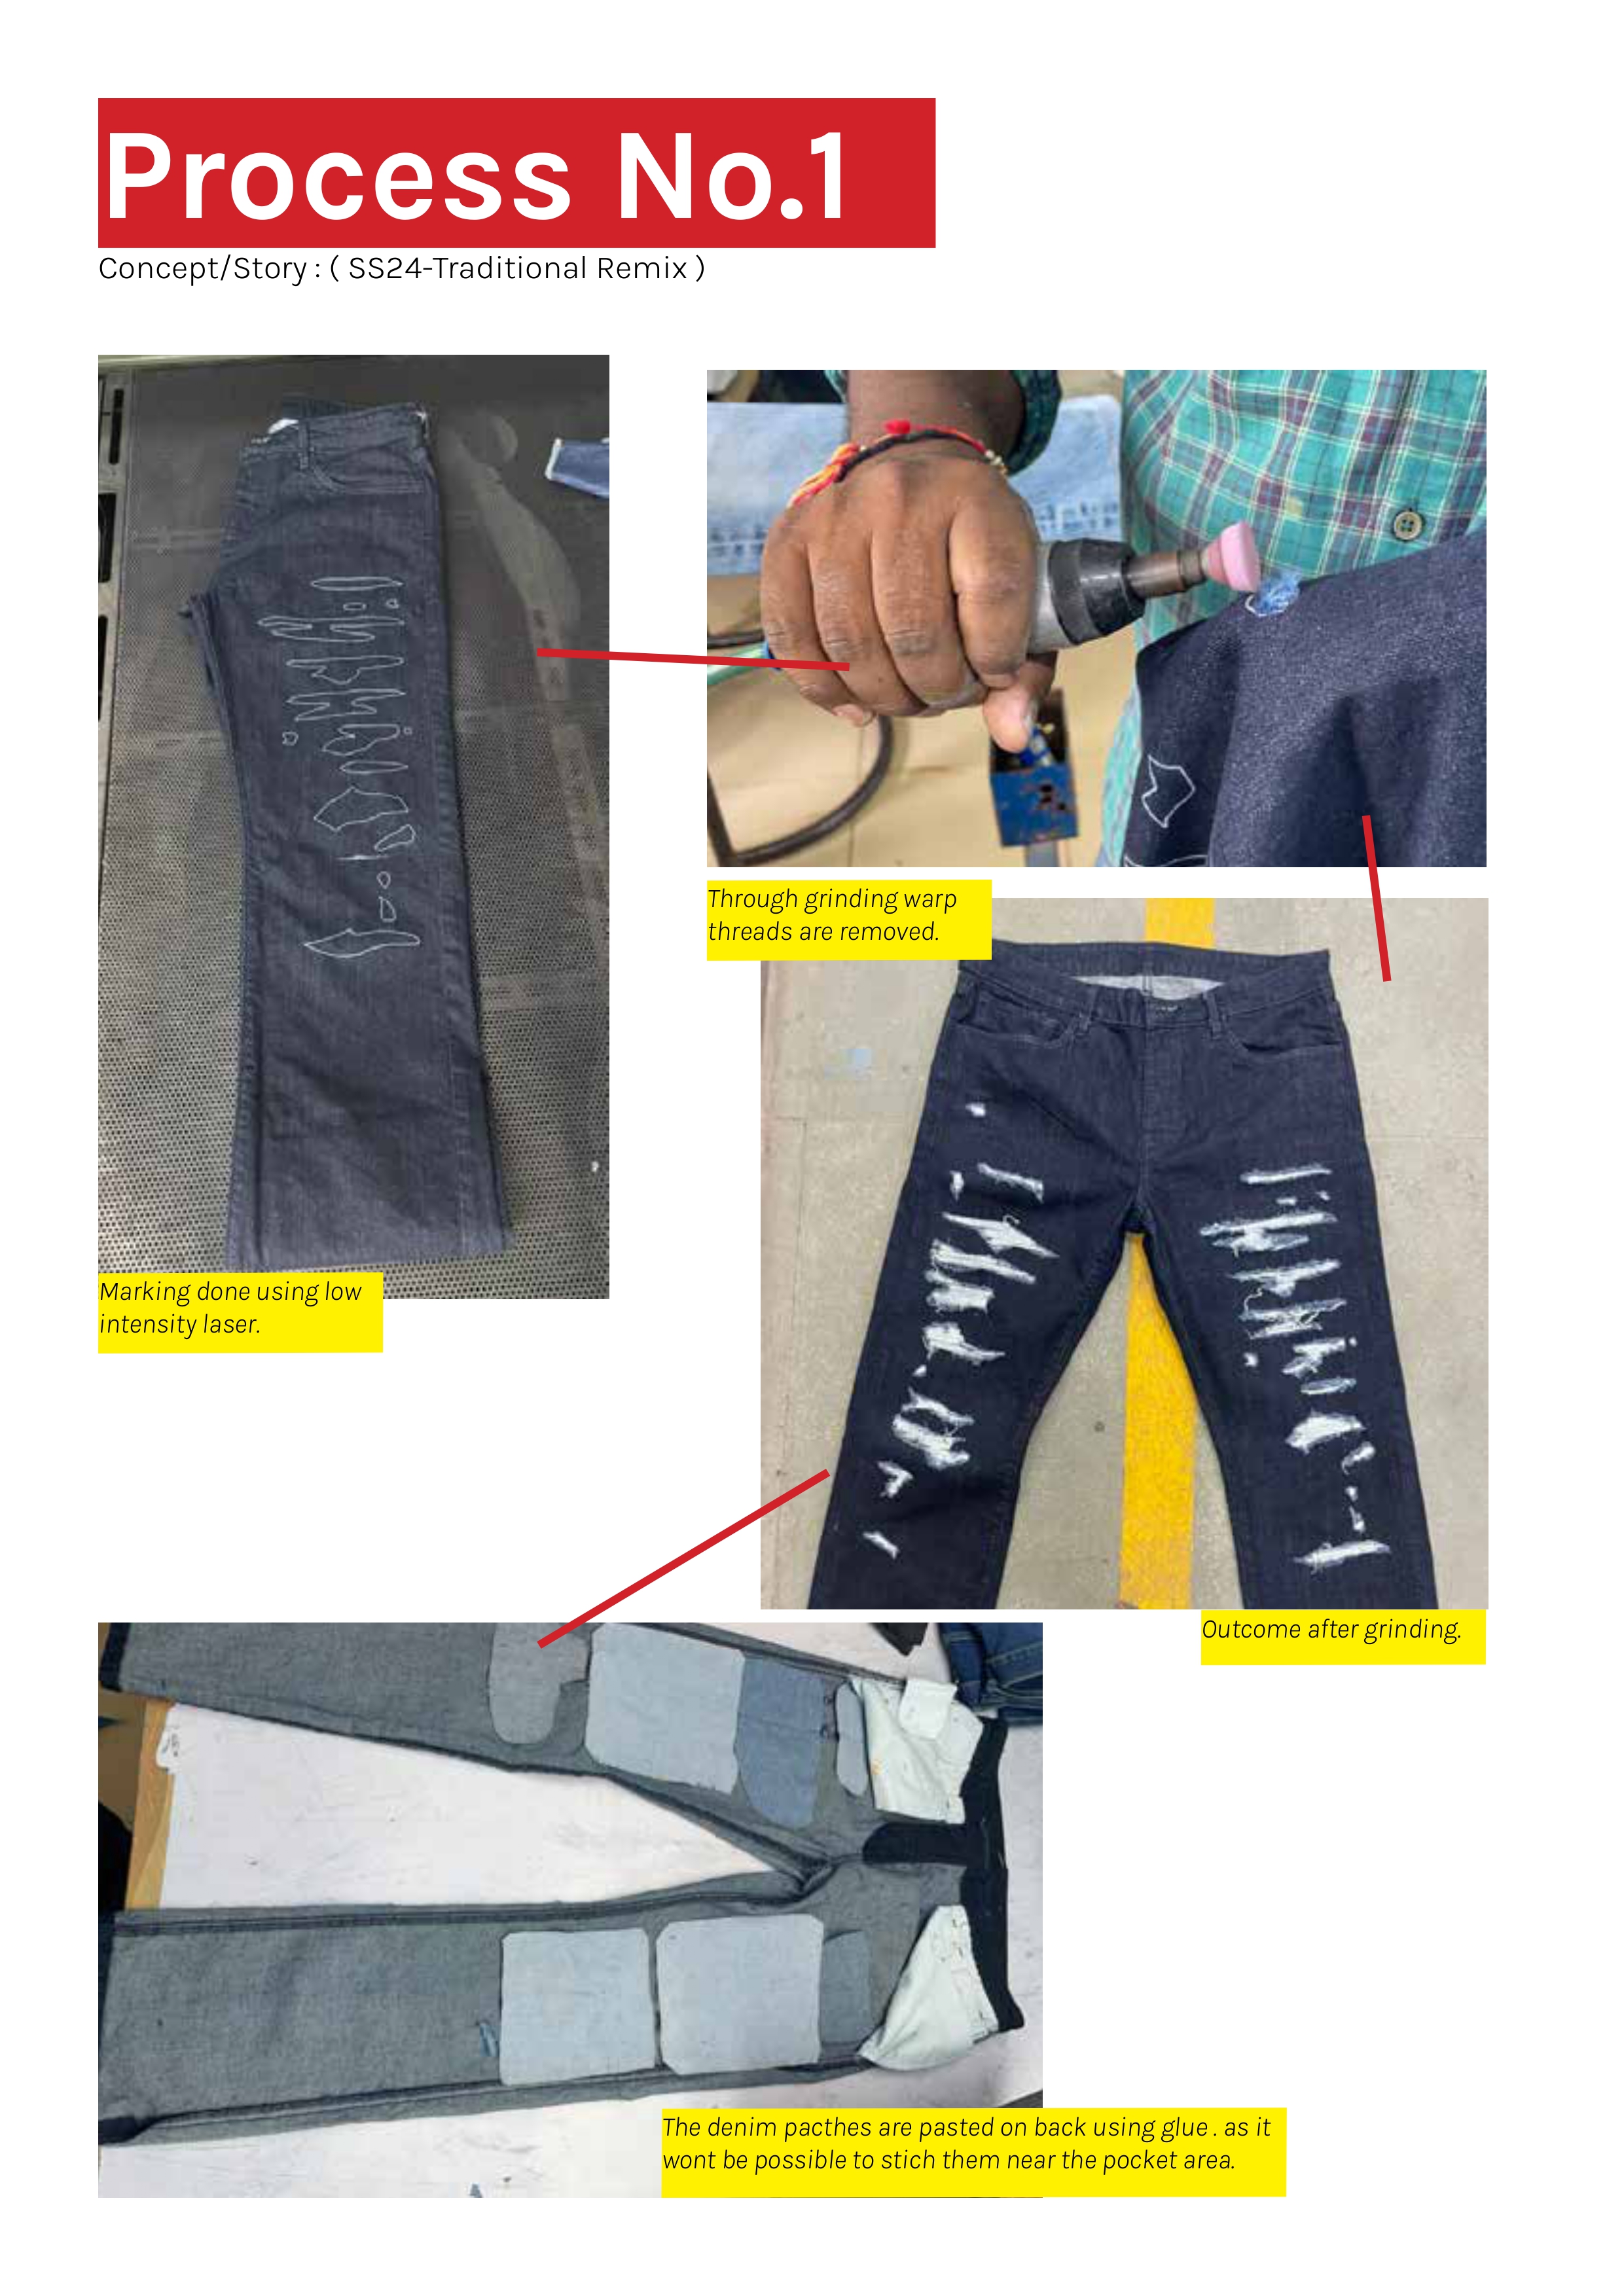 Process No.1
Concept/Story : ( SS24-Traditional Remix )
Through grinding warp
threads are removed.
Marking done using low
intensity laser.
Outcome after grinding.
The denim pacthes are pasted on back using glue . as it
wont be possible to stich them near the pocket area.